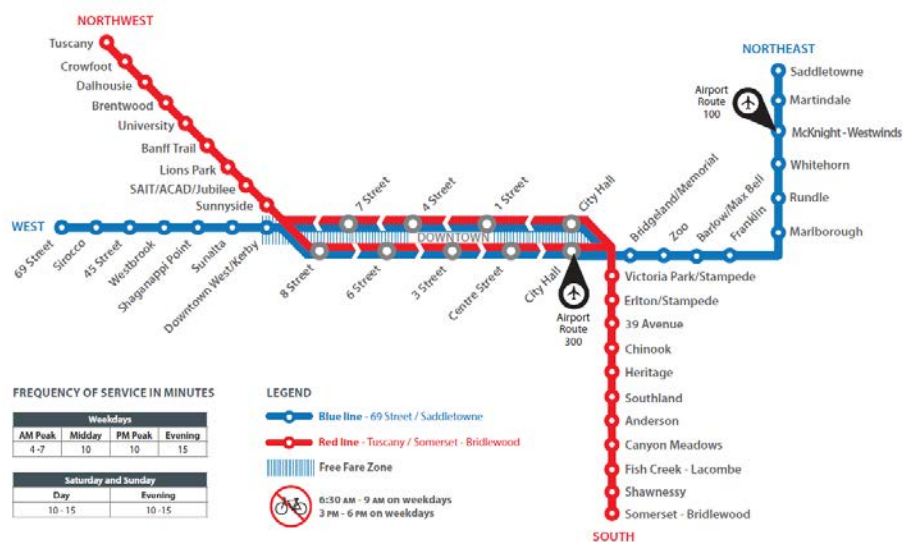 NORTHWEST
Tuscany
Crowfoot
Dalhousie
Brentwood
University
Banff Trail
Lions Park
SAIT/ACAD/Jubilee
Sunnyside
WEST
69 Street
Sirocco
45 Street
Westbrook
Shaganappi Point
Sunalta
Downtown West/Kerby
7 Street
4 Street
1 Street
City Hall
DOWNTOWN
8 Street
6 Street
3 Street
Centre Street
City Hall
Airport
Route
300
Bridgeland/Memorial
Zoo
Barlow/Max Bell
Franklin
NORTHEAST
Saddletowne
Martindale
Airport
Route
100
McKnight - Westwinds
Whitehorn
Rundle
Marlborough
Victoria Park/Stampede
Erlton/Stampede
39 Avenue
Chinook
Heritage
Southland
Anderson
Canyon Meadows
Fish Creek - Lacombe
Shawnessy
Somerset - Bridlewood
SOUTH
FREQUENCY OF SERVICE IN MINUTES
Weekdays
AM Peak Midday PM Peak Evening
4 -7 10 10 15
Saturday and Sunday
Day Evening
10 - 15 10 -15
LEGEND
Blue line - 69 Street / Saddletowne
Red line - Tuscany / Somerset - Bridlewood
Free Fare Zone
6:30 AM - 9 AM on weekdays
3 PM - 6 PM on weekdays